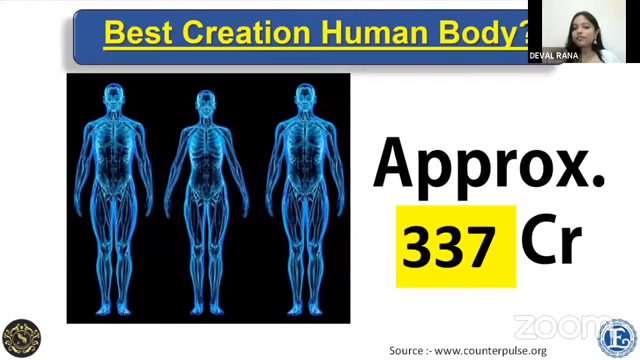 Best Creation Human Body?
DEVAL RANA
Approx.
337 Cr
zoom
Source :- www.counterpulse.org
S
E